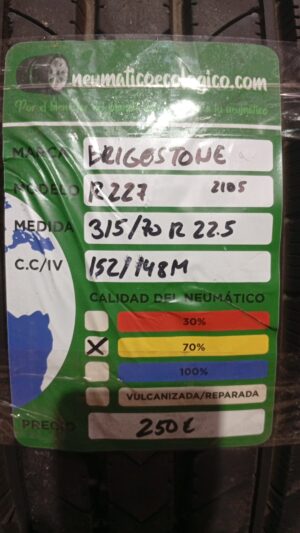 neumaticoecologico.com
MARCA BRIGOSTONE
MODELO R227 2105
MEDIDA 315/70 R 22.5
C.C/IV 152/148M
CALIDAD DEL NEUMÁTICO
30%
X 70%
100%
VULCANIZADA/REPARADA
PRECIO 250€